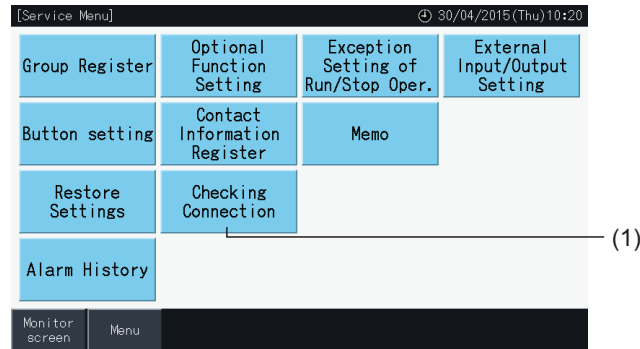 [Service Menu]
30/04/2015(Thu)10:20
Group Register
Optional
Function
Setting
Exception
Setting of
Run/Stop Oper.
External
Input/Output
Setting
Button setting
Contact
Information
Register
Memo
Restore
Settings
Checking
Connection
(1)
Alarm History
Monitor
screen
Menu